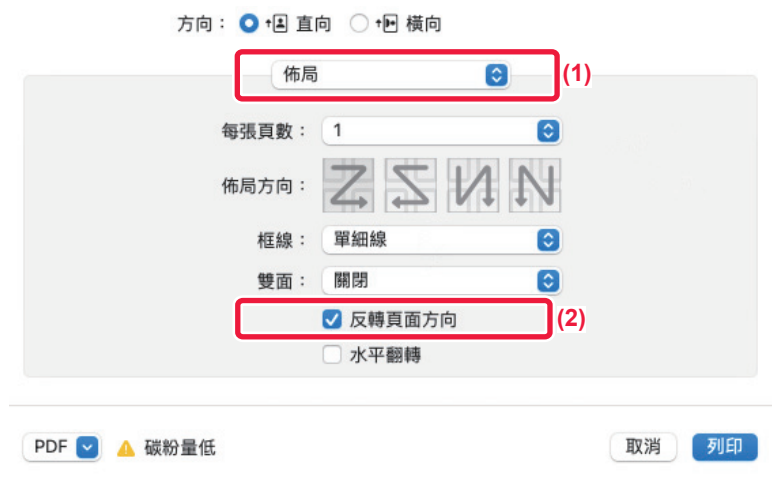 方向： 直向 橫向
佈局 (1)
每張頁數： 1
佈局方向：
框線： 單細線
雙面： 關閉
反轉頁面方向 (2)
水平翻轉
PDF 碳粉量低 取消 列印